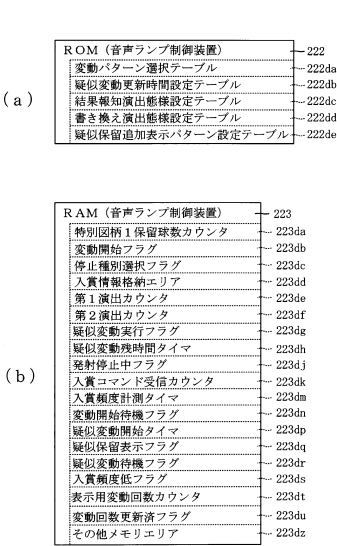 (a)
ROM(音声ランプ制御装置) 222
変動パターン選択テーブル 222da
疑似変動更新時間設定テーブル 222db
結果報知演出態様設定テーブル 222dc
書き換え演出態様設定テーブル 222dd
疑似保留追加表示パターン設定テーブル 222de
(b)
RAM(音声ランプ制御装置) 223
特別図柄1保留球数カウンタ 223da
変動開始フラグ 223db
停止種別選択フラグ 223dc
入賞情報格納エリア 223dd
第1演出カウンタ 223de
第2演出カウンタ 223df
疑似変動実行フラグ 223dg
疑似変動残時間タイマ 223dh
発射停止中フラグ 223dj
入賞コマンド受信カウンタ 223dk
入賞頻度計測タイマ 223dm
変動開始待機フラグ 223dn
疑似変動開始タイマ 223dp
疑似保留表示フラグ 223dq
疑似変動待機フラグ 223dr
入賞頻度低フラグ 223ds
表示用変動回数カウンタ 223dt
変動回数更新済フラグ 223du
その他メモリエリア 223dz